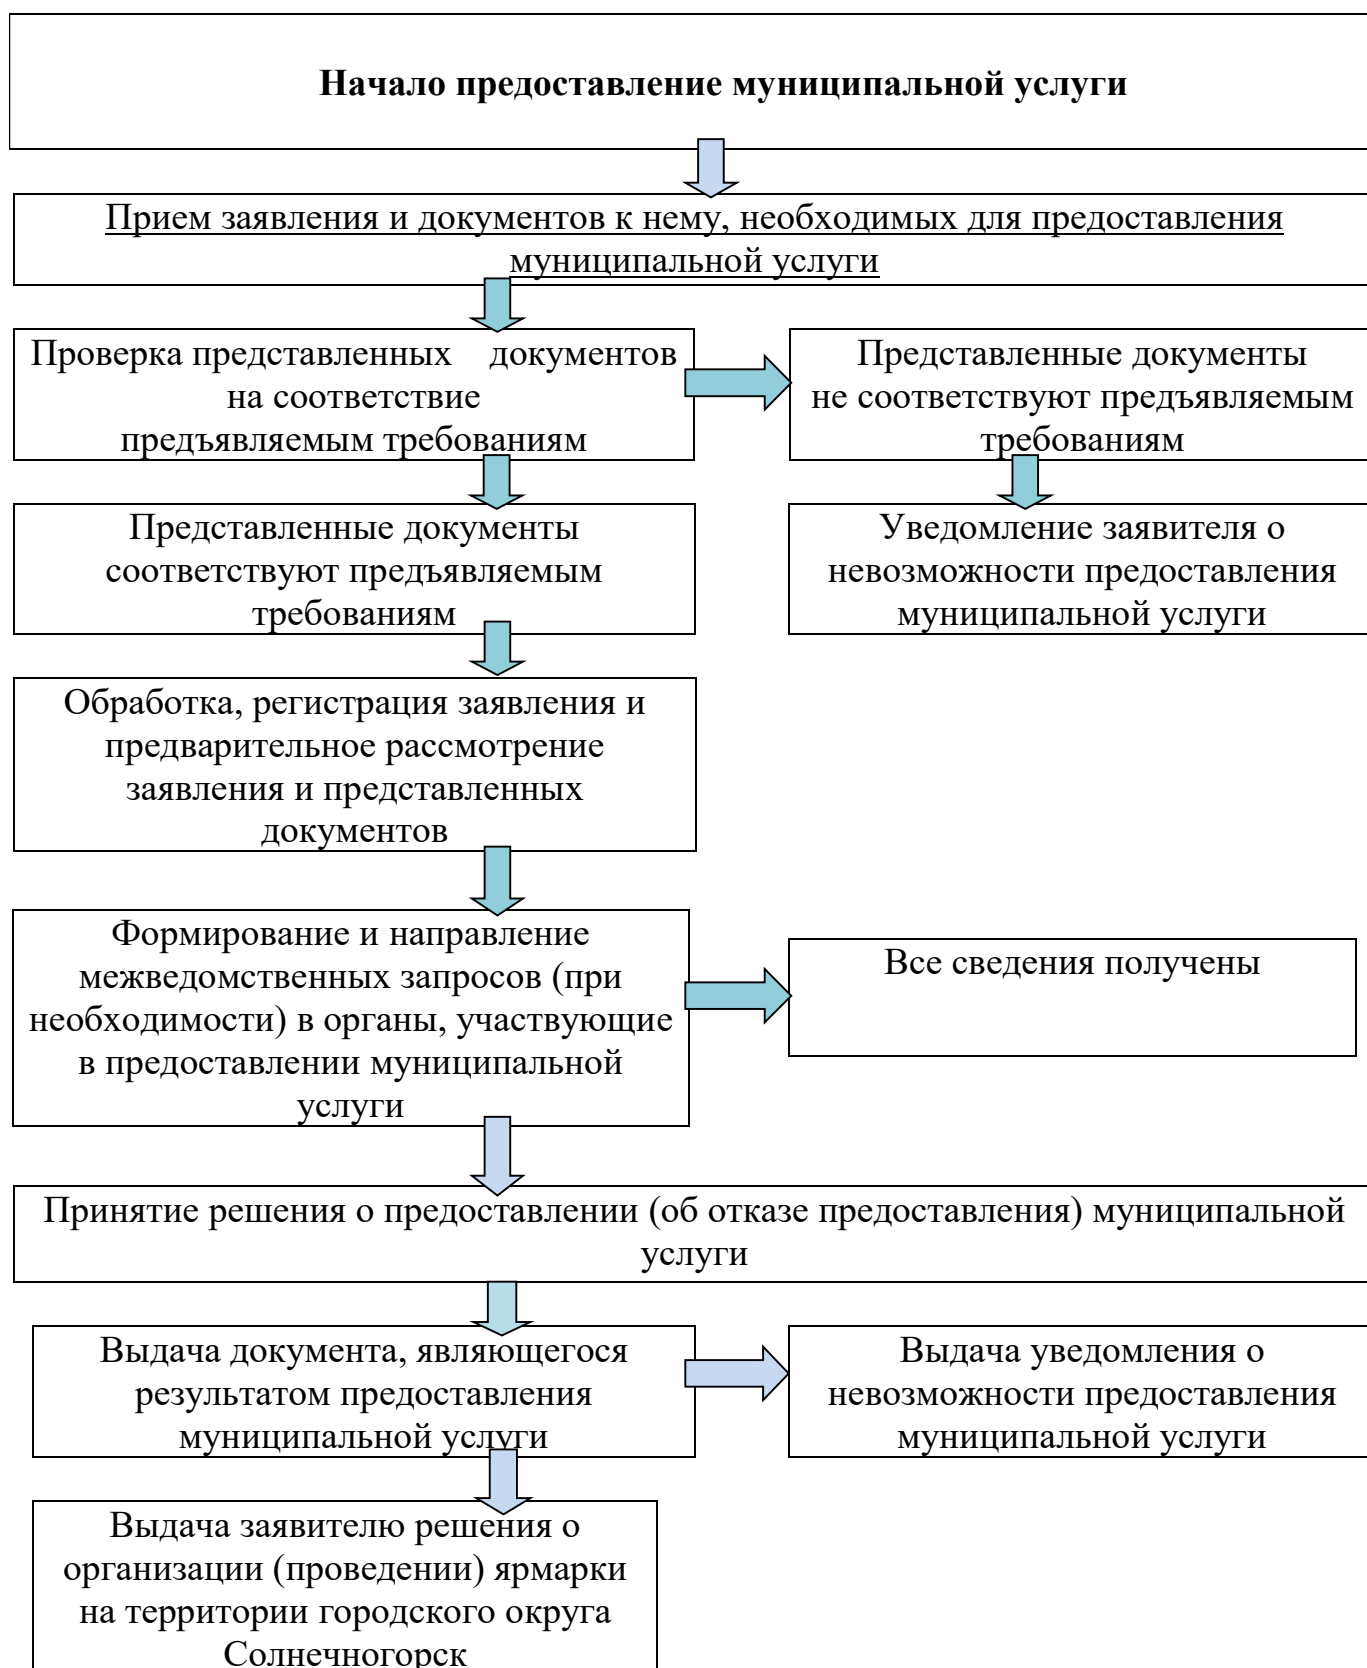 Начало предоставление муниципальной услуги
Прием заявления и документов к нему, необходимых для предоставления
муниципальной услуги
Проверка представленных документов
на соответствие
предъявляемым требованиям
Представленные документы
не соответствуют предъявляемым
требованиям
Представленные документы
соответствуют предъявляемым
требованиям
Уведомление заявителя о
невозможности предоставления
муниципальной услуги
Обработка, регистрация заявления и
предварительное рассмотрение
заявления и представленных
документов
Формирование и направление
межведомственных запросов (при
необходимости) в органы, участвующие
в предоставлении муниципальной
услуги
Все сведения получены
Принятие решения о предоставлении (об отказе предоставления) муниципальной
услуги
Выдача документа, являющегося
результатом предоставления
муниципальной услуги
Выдача уведомления о
невозможности предоставления
муниципальной услуги
Выдача заявителю решения о
организации (проведении) ярмарки
на территории городского округа
Солнечногорск